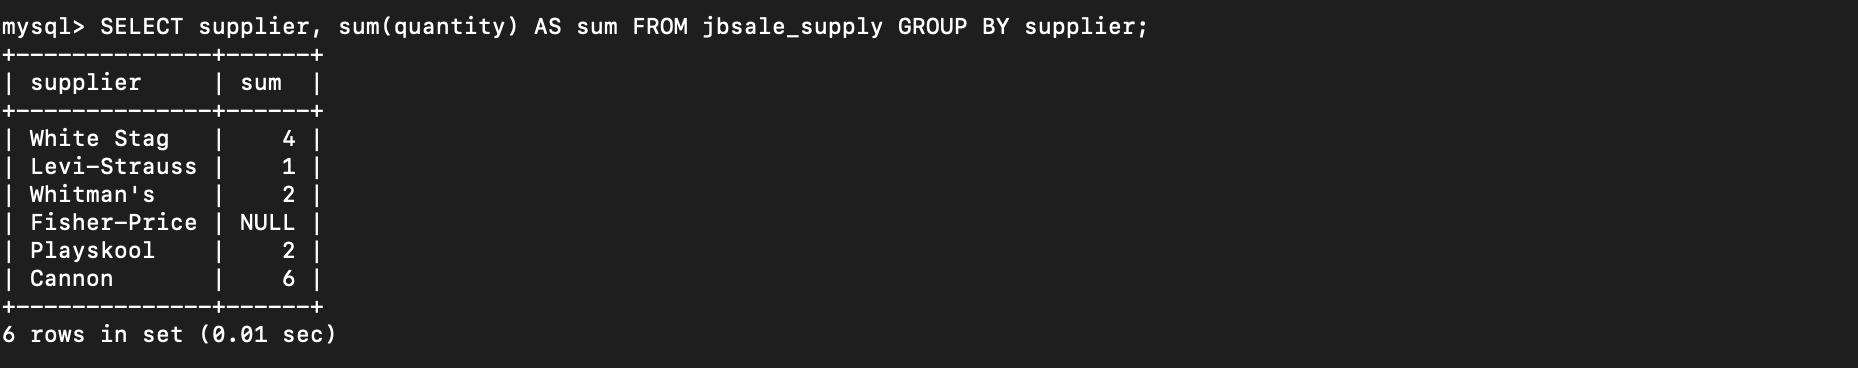 mysql> SELECT supplier, sum(quantity) AS sum FROM jbsale_supply GROUP BY supplier;
+--------------+------+
| supplier     | sum  |
+--------------+------+
| White Stag   |    4 |
| Levi-Strauss |    1 |
| Whitman's    |    2 |
| Fisher-Price | NULL |
| Playskool    |    2 |
| Cannon       |    6 |
+--------------+------+
6 rows in set (0.01 sec)